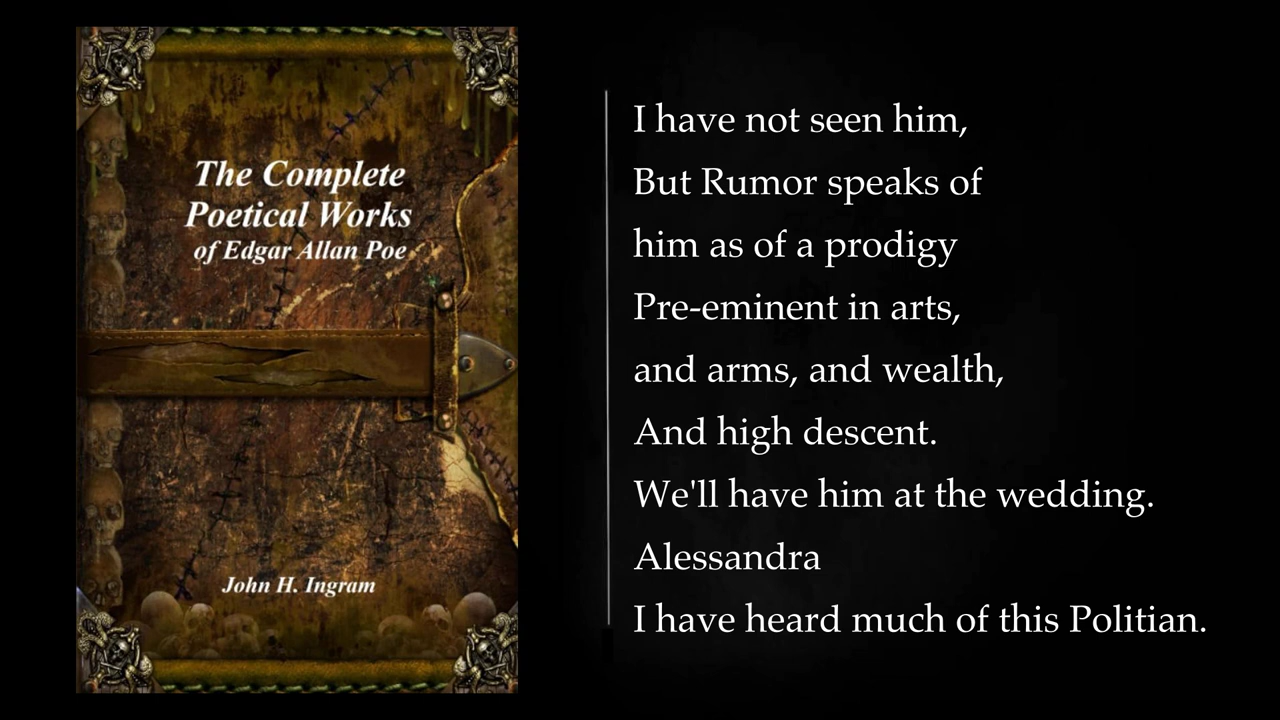 The Complete
Poetical Works
of Edgar Allan Poe
John H. Ingram
I have not seen him,
But Rumor speaks of
him as of a prodigy
Pre-eminent in arts,
and arms, and wealth,
And high descent.
We'll have him at the wedding.
Alessandra
I have heard much of this Politian.